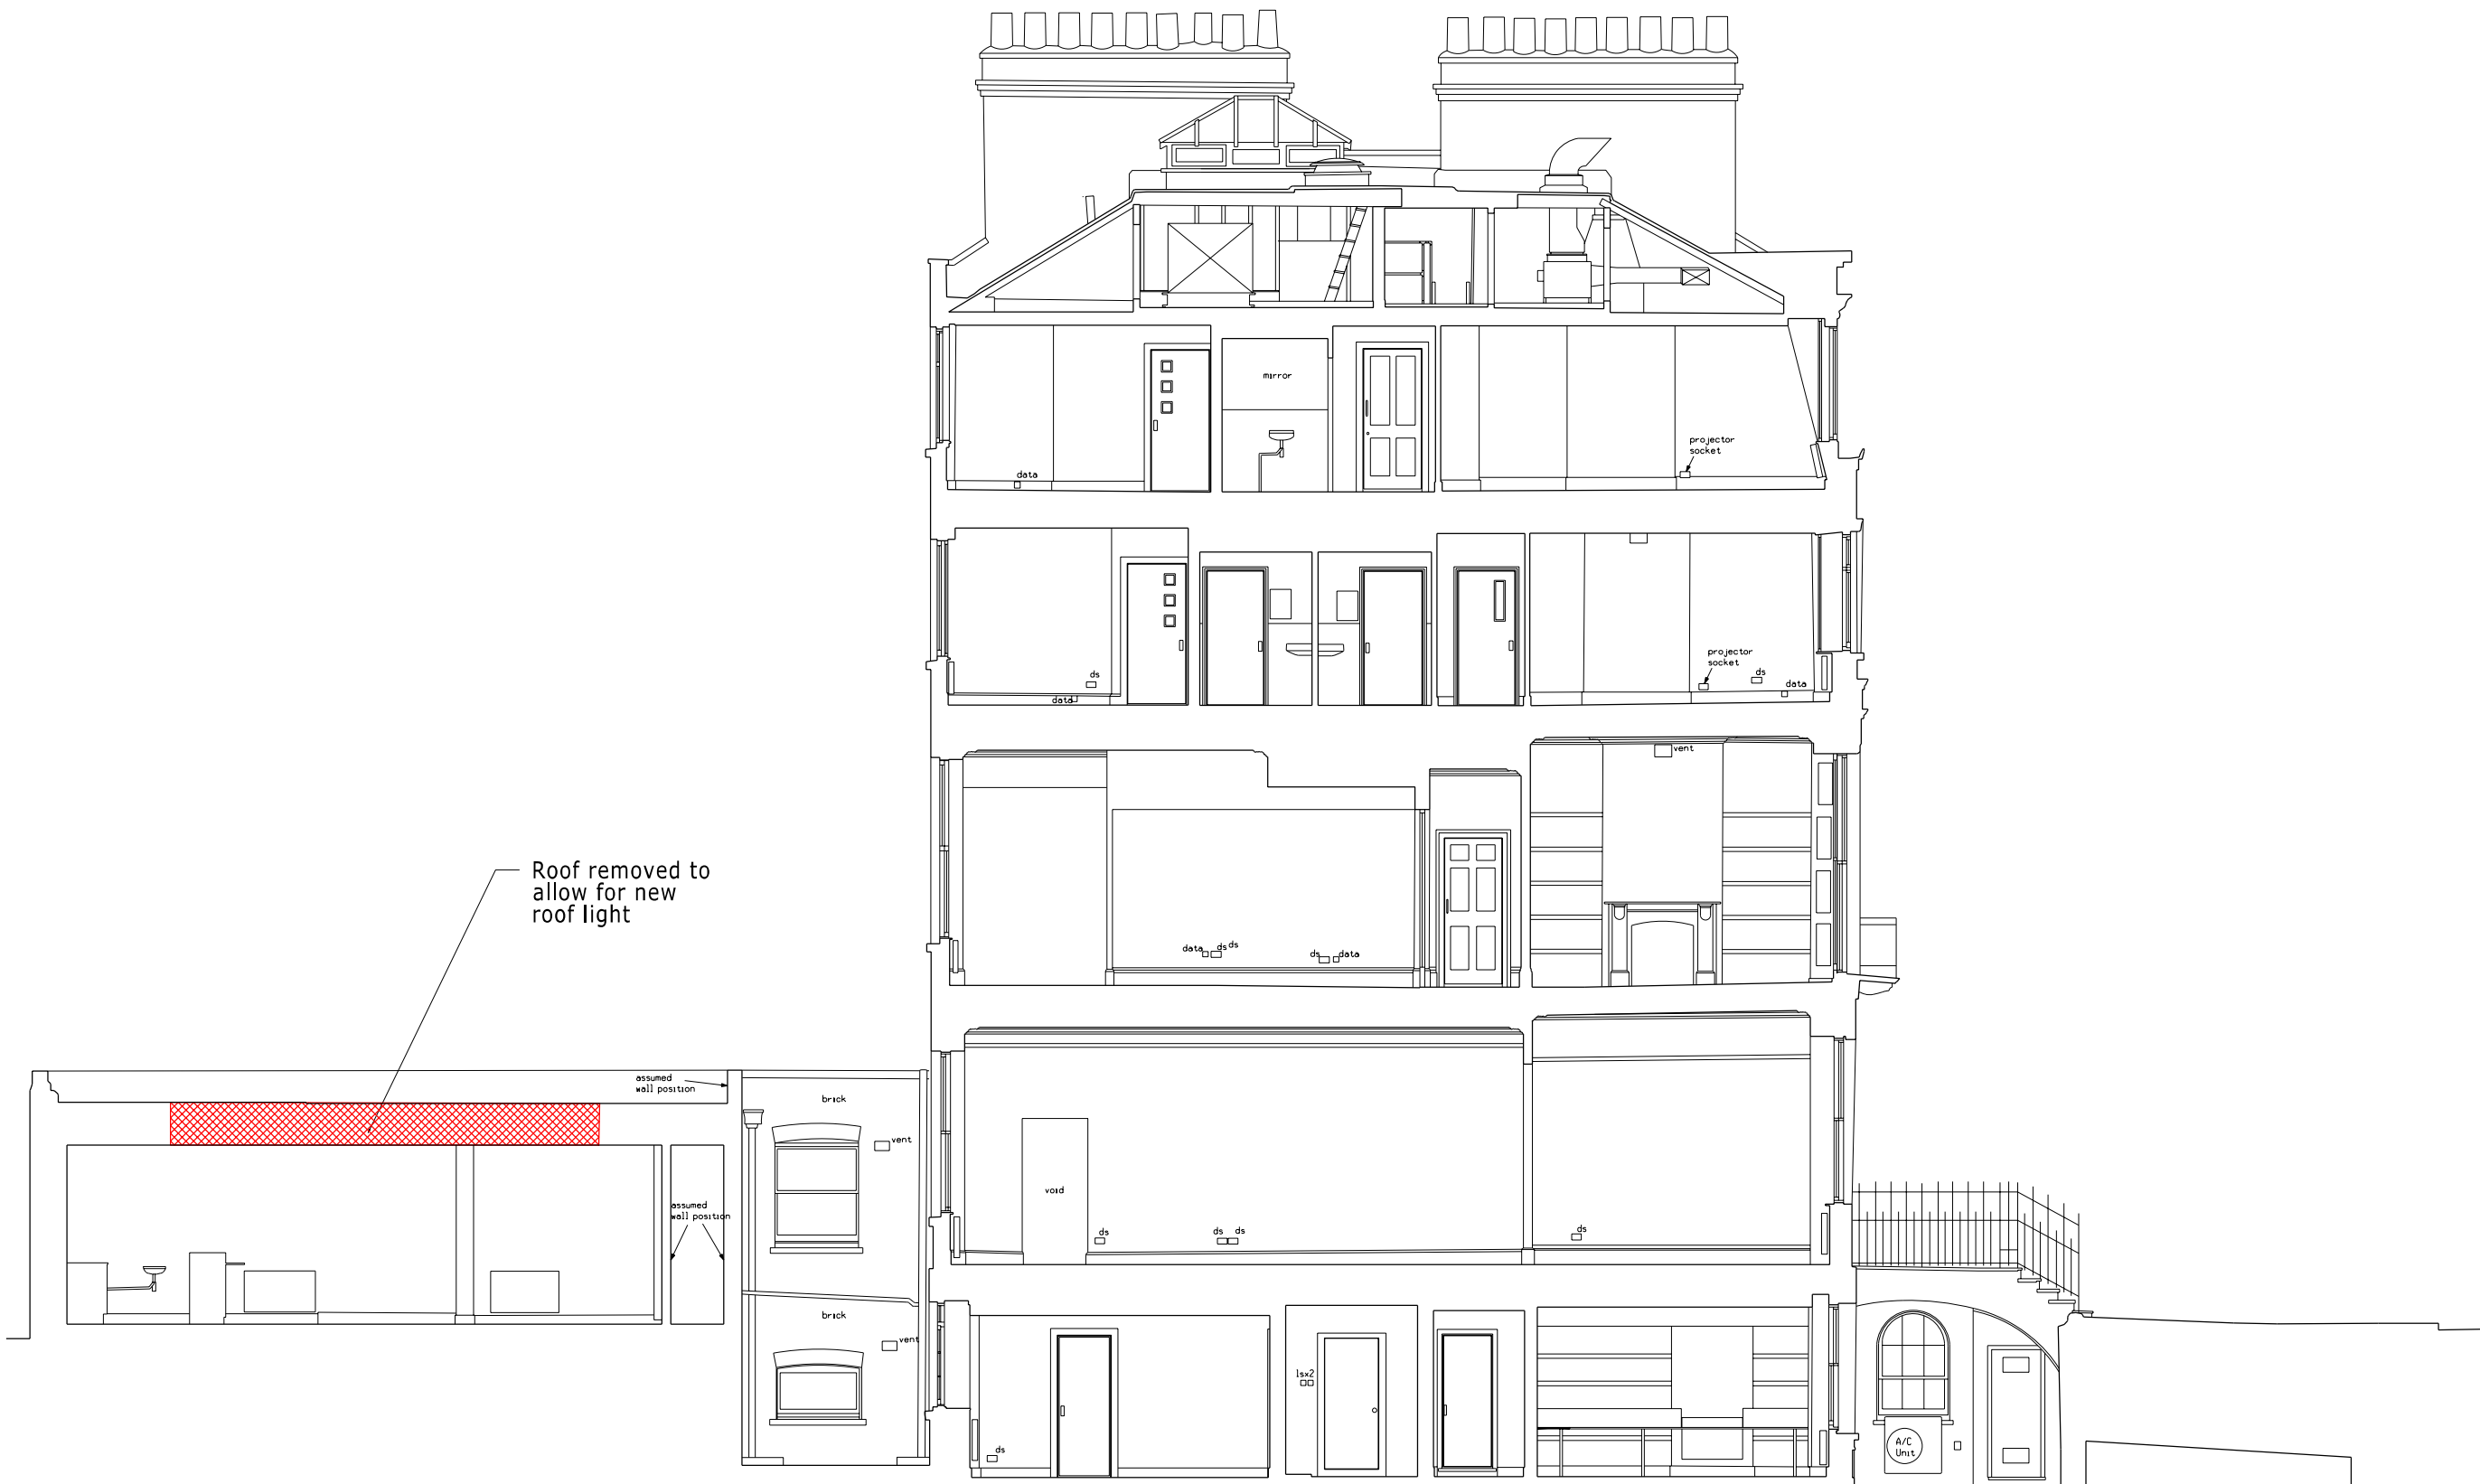 mirror
projector
socket
data
projector
socket
ds
ds
data
data
vent
Roof removed to
allow for new
roof light
data
ds
ds
ds
data
assumed
wall position
brick
vent
void
assumed
wall position
ds
ds
ds
ds
brick
vent
lsx2
ds
A/C
Unit